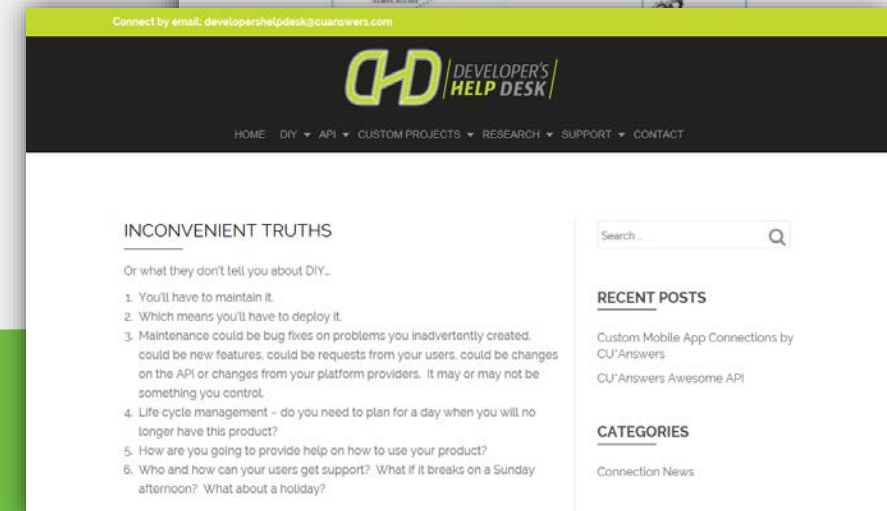 Connect by email: developershelpdesk@cuanswers.com
DHD DEVELOPER'S
HELP DESK
HOME DIY API CUSTOM PROJECTS RESEARCH SUPPORT CONTACT
INCONVENIENT TRUTHS
Or what they don't tell you about DIY...
1. You'll have to maintain it.
2. Which means you'll have to deploy it.
3. Maintenance could be bug fixes on problems you inadvertently created,
could be new features, could be requests from your users, could be changes
on the API or changes from your platform providers. It may or may not be
something you control.
4. Life cycle management – do you need to plan for a day when you will no
longer have this product?
5. How are you going to provide help on how to use your product?
6. Who and how can your users get support? What if it breaks on a Sunday
afternoon? What about a holiday?
Search ...
RECENT POSTS
Custom Mobile App Connections by
CU*Answers
CU*Answers Awesome API
CATEGORIES
Connection News